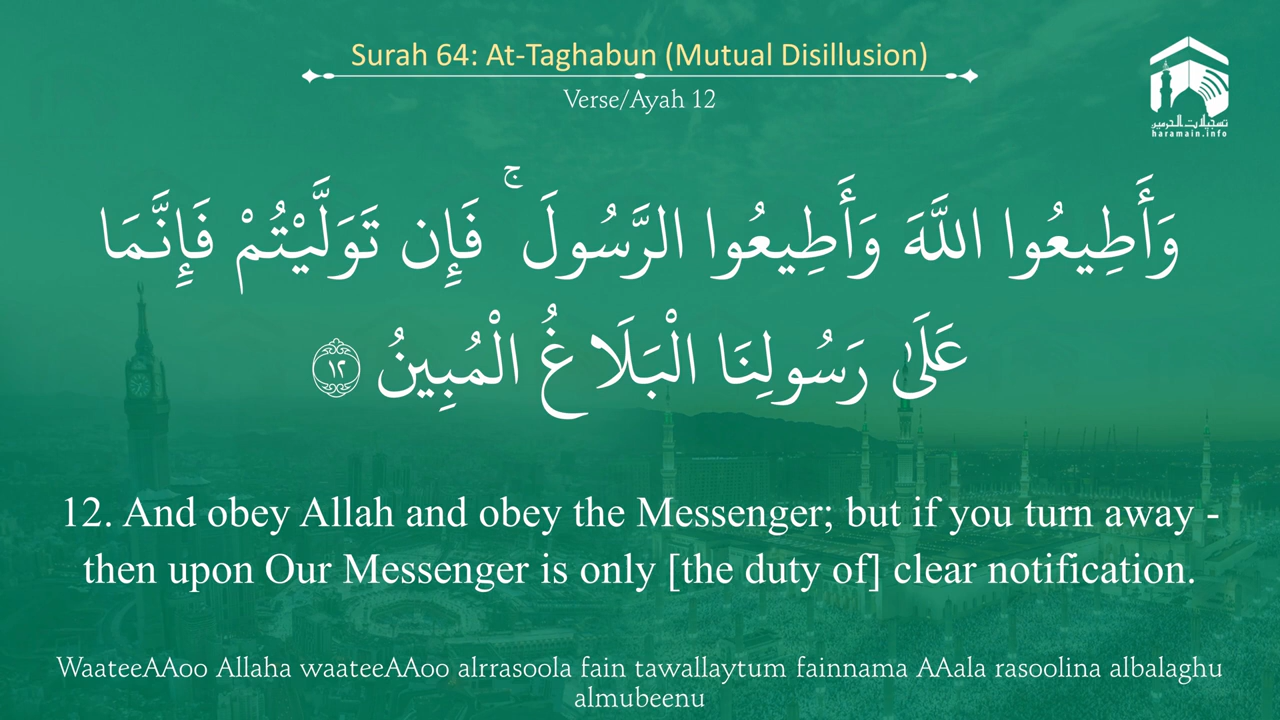 Surah 64: At-Taghabun (Mutual Disillusion)
Verse/Ayah 12
تسجيلات الحرمين
haramain.info
وَأَطِيعُوا اللَّهَ وَأَطِيعُوا الرَّسُولَ ۚ فَإِن تَوَلَّيْتُمْ فَإِنَّمَا
عَلَىٰ رَسُولِنَا الْبَلَاغُ الْمُبِينُ ١٢
12. And obey Allah and obey the Messenger; but if you turn away -
then upon Our Messenger is only [the duty of] clear notification.
WaateeAAoo Allaha waateeAAoo alrrasoola fain tawallaytum fainnama AAala rasoolina albalaghu
almubeenu